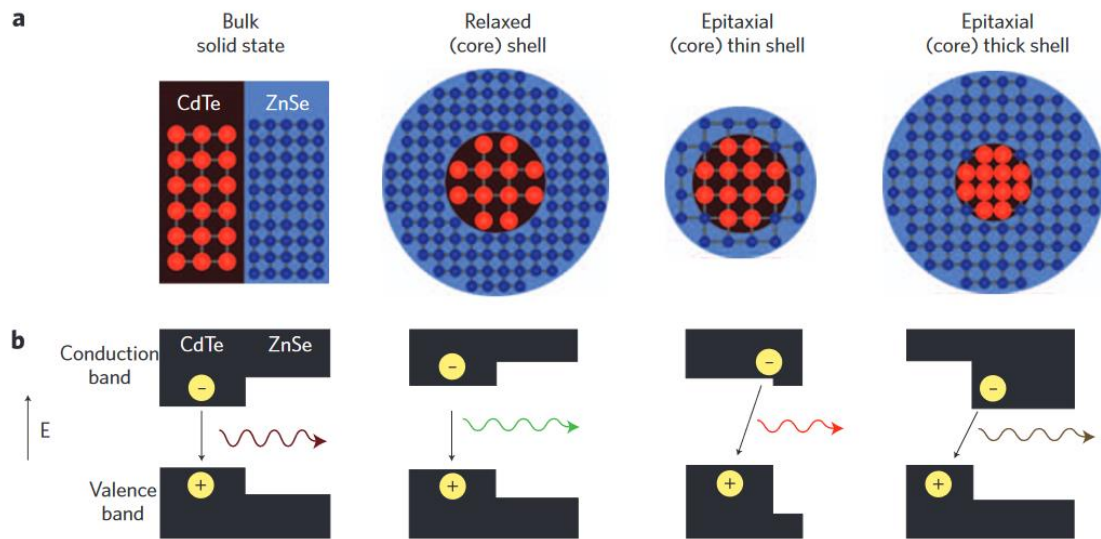 a
Bulk
solid state
Relaxed
(core) shell
Epitaxial
(core) thin shell
Epitaxial
(core) thick shell
CdTe
ZnSe
b
Conduction
band
CdTe
ZnSe
−
−
−
−
E
Valence
band
+
+
+
+